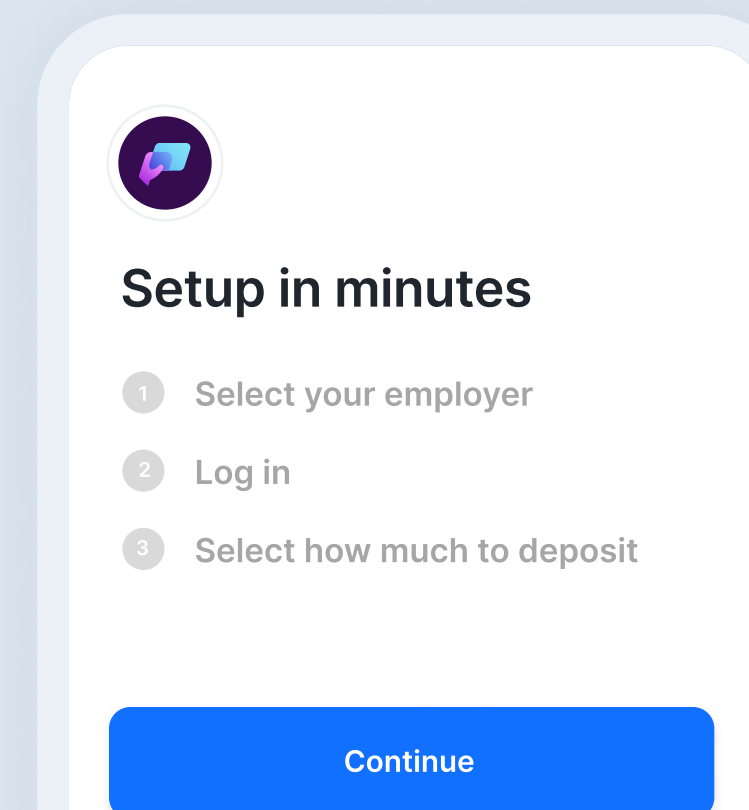 Setup in minutes
1 Select your employer
2 Log in
3 Select how much to deposit
Continue